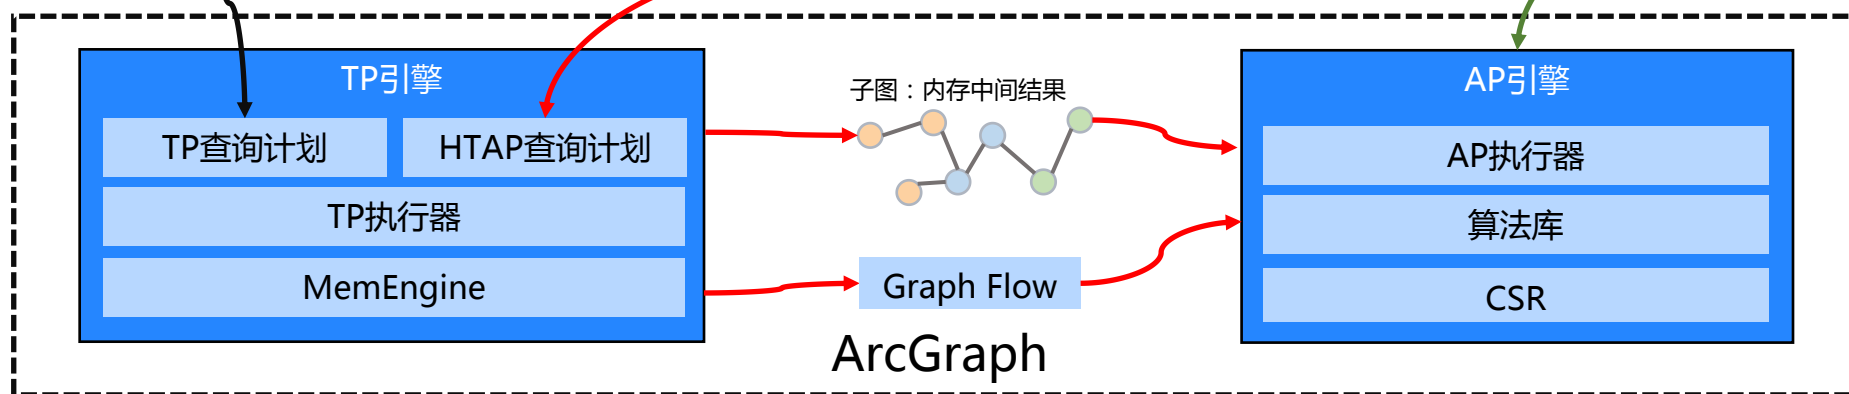 TP引擎
TP查询计划
HTAP查询计划
TP执行器
MemEngine
子图：内存中间结果
Graph Flow
ArcGraph
AP引擎
AP执行器
算法库
CSR